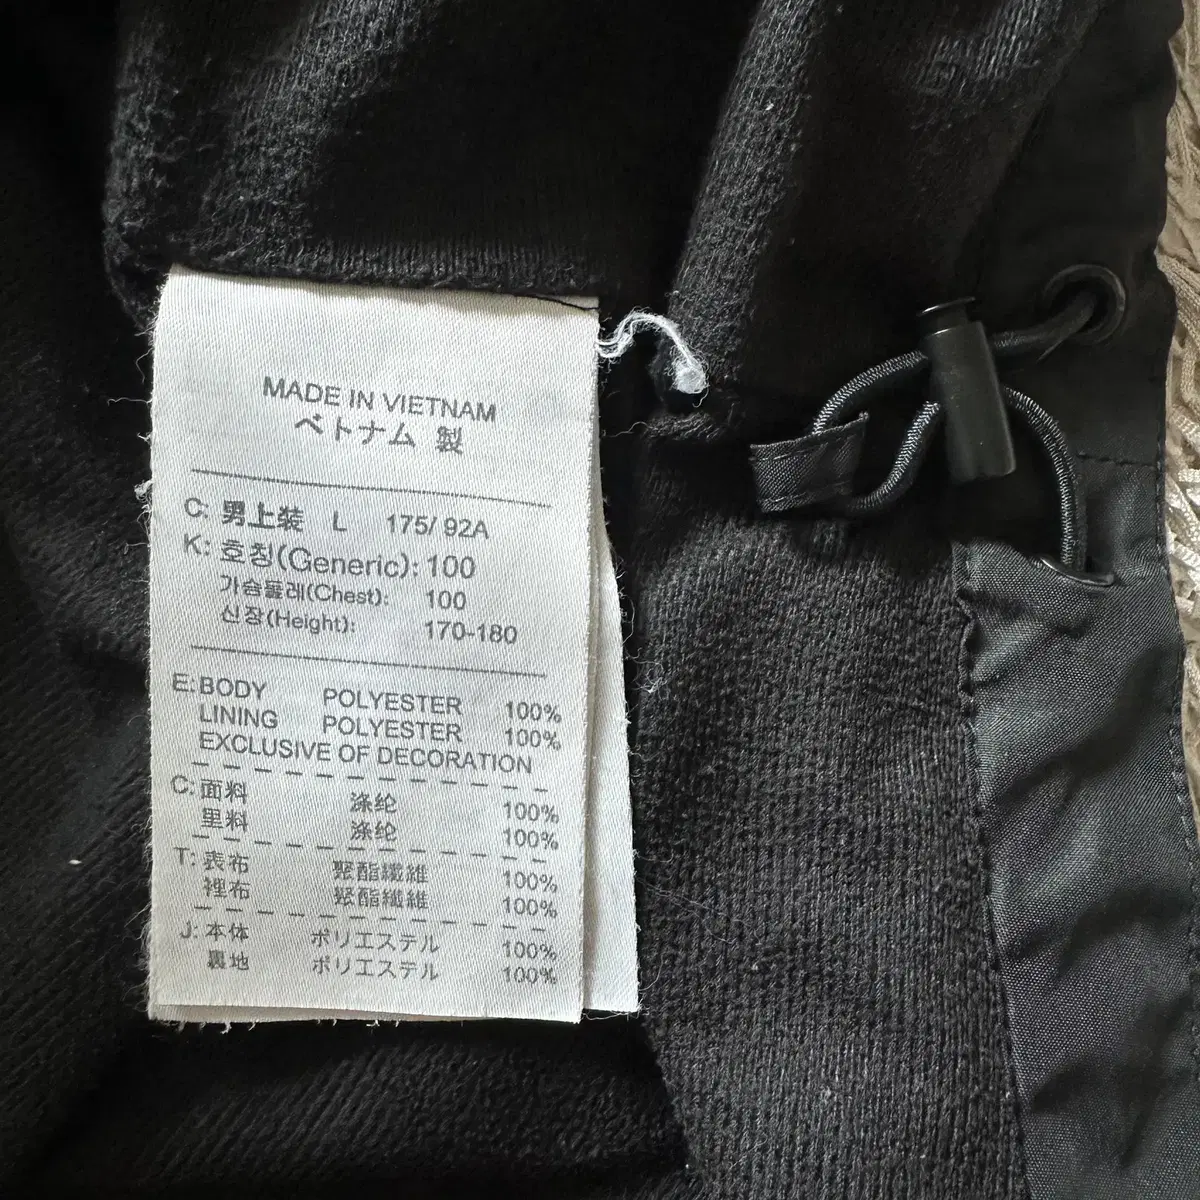 MADE IN VIETNAM
ベトナム 製
C: 男上装 L 175/ 92A
K: 호칭(Generic): 100
가슴둘레(Chest): 100
신장(Height): 170-180
E: BODY POLYESTER 100%
LINING POLYESTER 100%
EXCLUSIVE OF DECORATION
C: 面料 涤纶 100%
里料 涤纶 100%
T: 表布 聚酯纖維 100%
裡布 聚酯纖維 100%
J: 本体 ポリエステル 100%
裏地 ポリエステル 100%